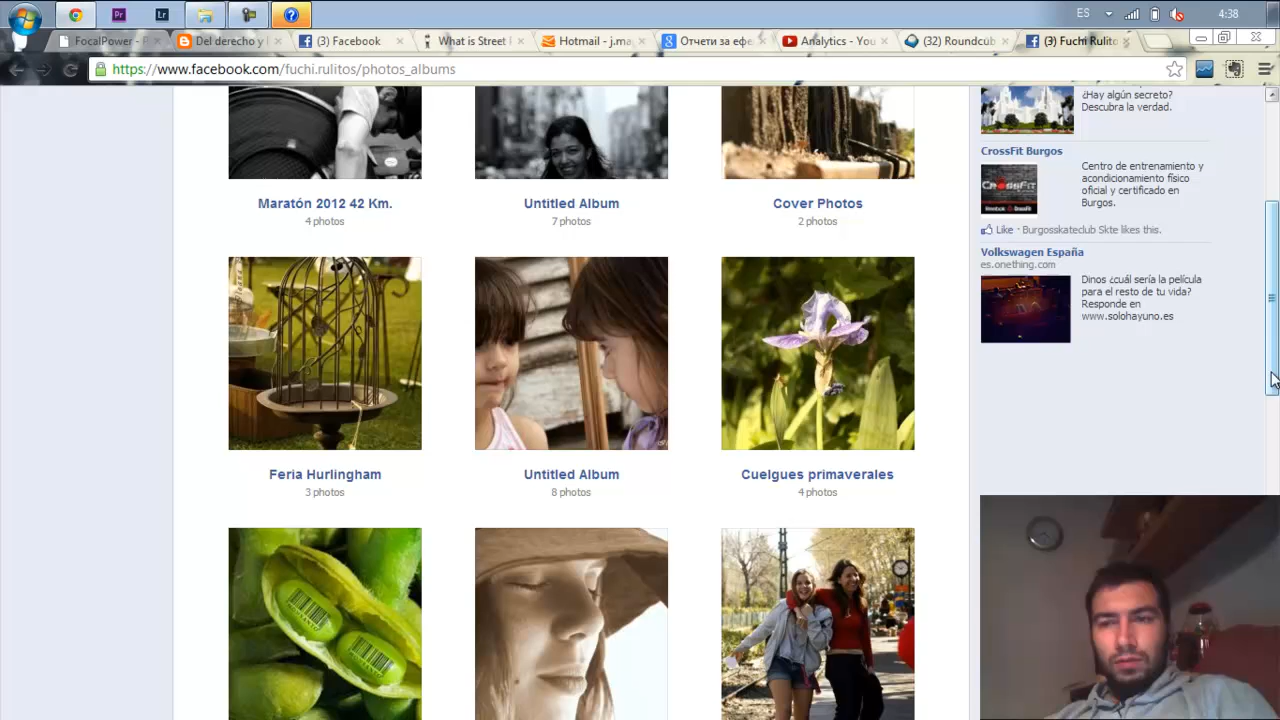 ES
4:38
FocalPower - P
Del derecho y
(3) Facebook
What is Street
Hotmail - j.ma
Отчети за ефе
Analytics - You
(32) Roundcub
Fuchi Rulito
https://www.facebook.com/fuchi.rulitos/photos_albums
Maratón 2012 42 Km.
4 photos
Untitled Album
7 photos
Cover Photos
2 photos
Feria Hurlingham
3 photos
Untitled Album
8 photos
Cuelgues primaverales
4 photos
¿Hay algún secreto?
Descubra la verdad.
CrossFit Burgos
Centro de entrenamiento y
acondicionamiento físico
oficial y certificado en
Burgos.
Like · Burgosskateclub Skte likes this.
Volkswagen España
es.onething.com
Dinos ¿cuál sería la película
para el resto de tu vida?
Responde en
www.solohayuno.es